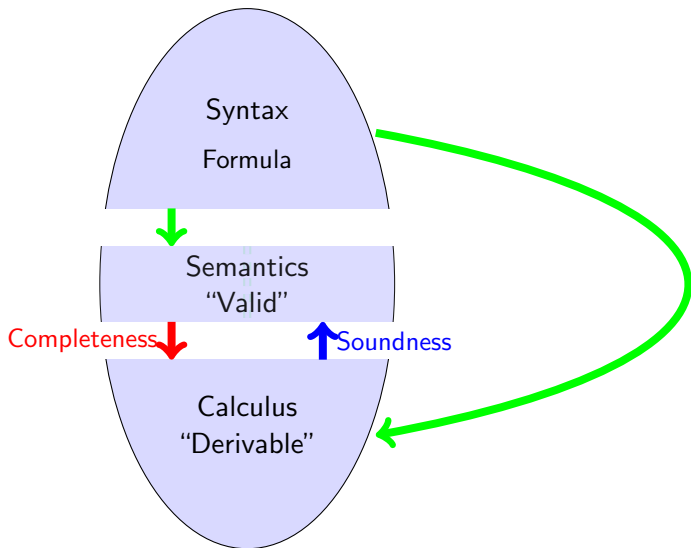 Syntax
Formula
Semantics
“Valid”
Completeness
Soundness
Calculus
“Derivable”